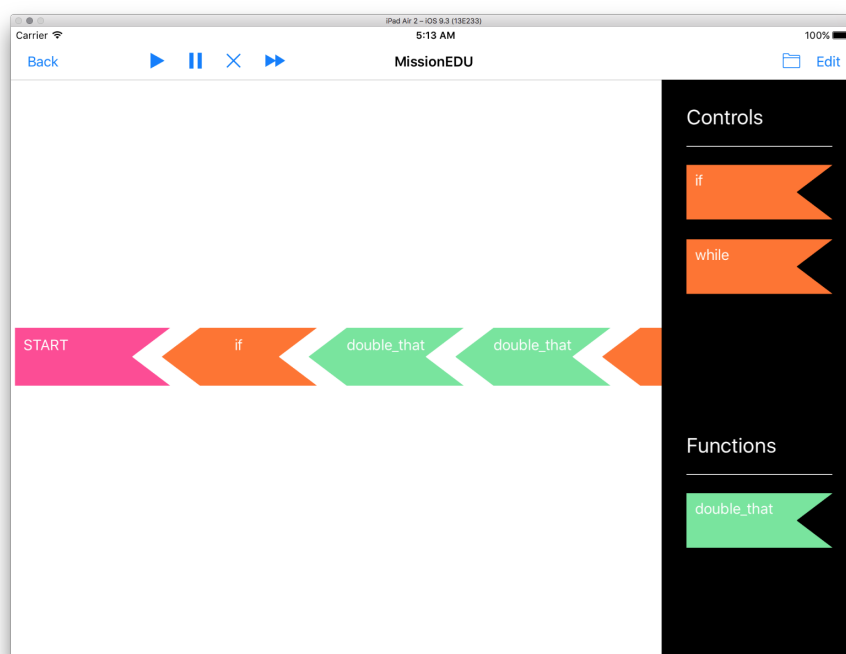 iPad Air 2 – iOS 9.3 (13E233)
Carrier 5:13 AM 100%
Back MissionEDU Edit
Controls
if
while
START if double_that double_that
Functions
double_that